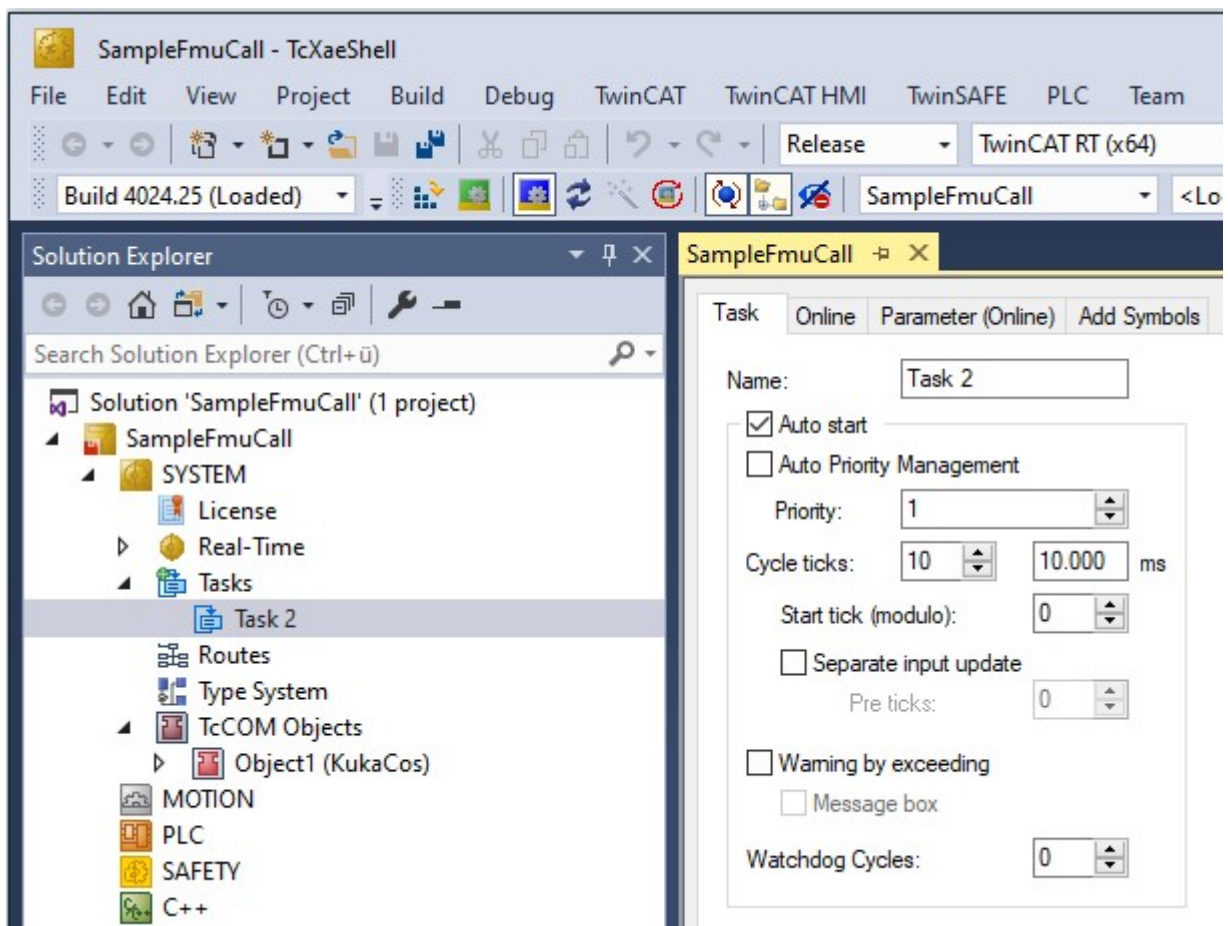 SampleFmuCall - TcXaeShell
File Edit View Project Build Debug TwinCAT TwinCAT HMI TwinSAFE PLC Team
Release TwinCAT RT (x64)
Build 4024.25 (Loaded) SampleFmuCall <Lo
Solution Explorer
Search Solution Explorer (Ctrl+ü)
Solution 'SampleFmuCall' (1 project)
SampleFmuCall
SYSTEM
License
Real-Time
Tasks
Task 2
Routes
Type System
TcCOM Objects
Object1 (KukaCos)
MOTION
PLC
SAFETY
C++
SampleFmuCall
Task Online Parameter (Online) Add Symbols
Name: Task 2
Auto start
Auto Priority Management
Priority: 1
Cycle ticks: 10 10.000 ms
Start tick (modulo): 0
Separate input update
Pre ticks: 0
Warning by exceeding
Message box
Watchdog Cycles: 0